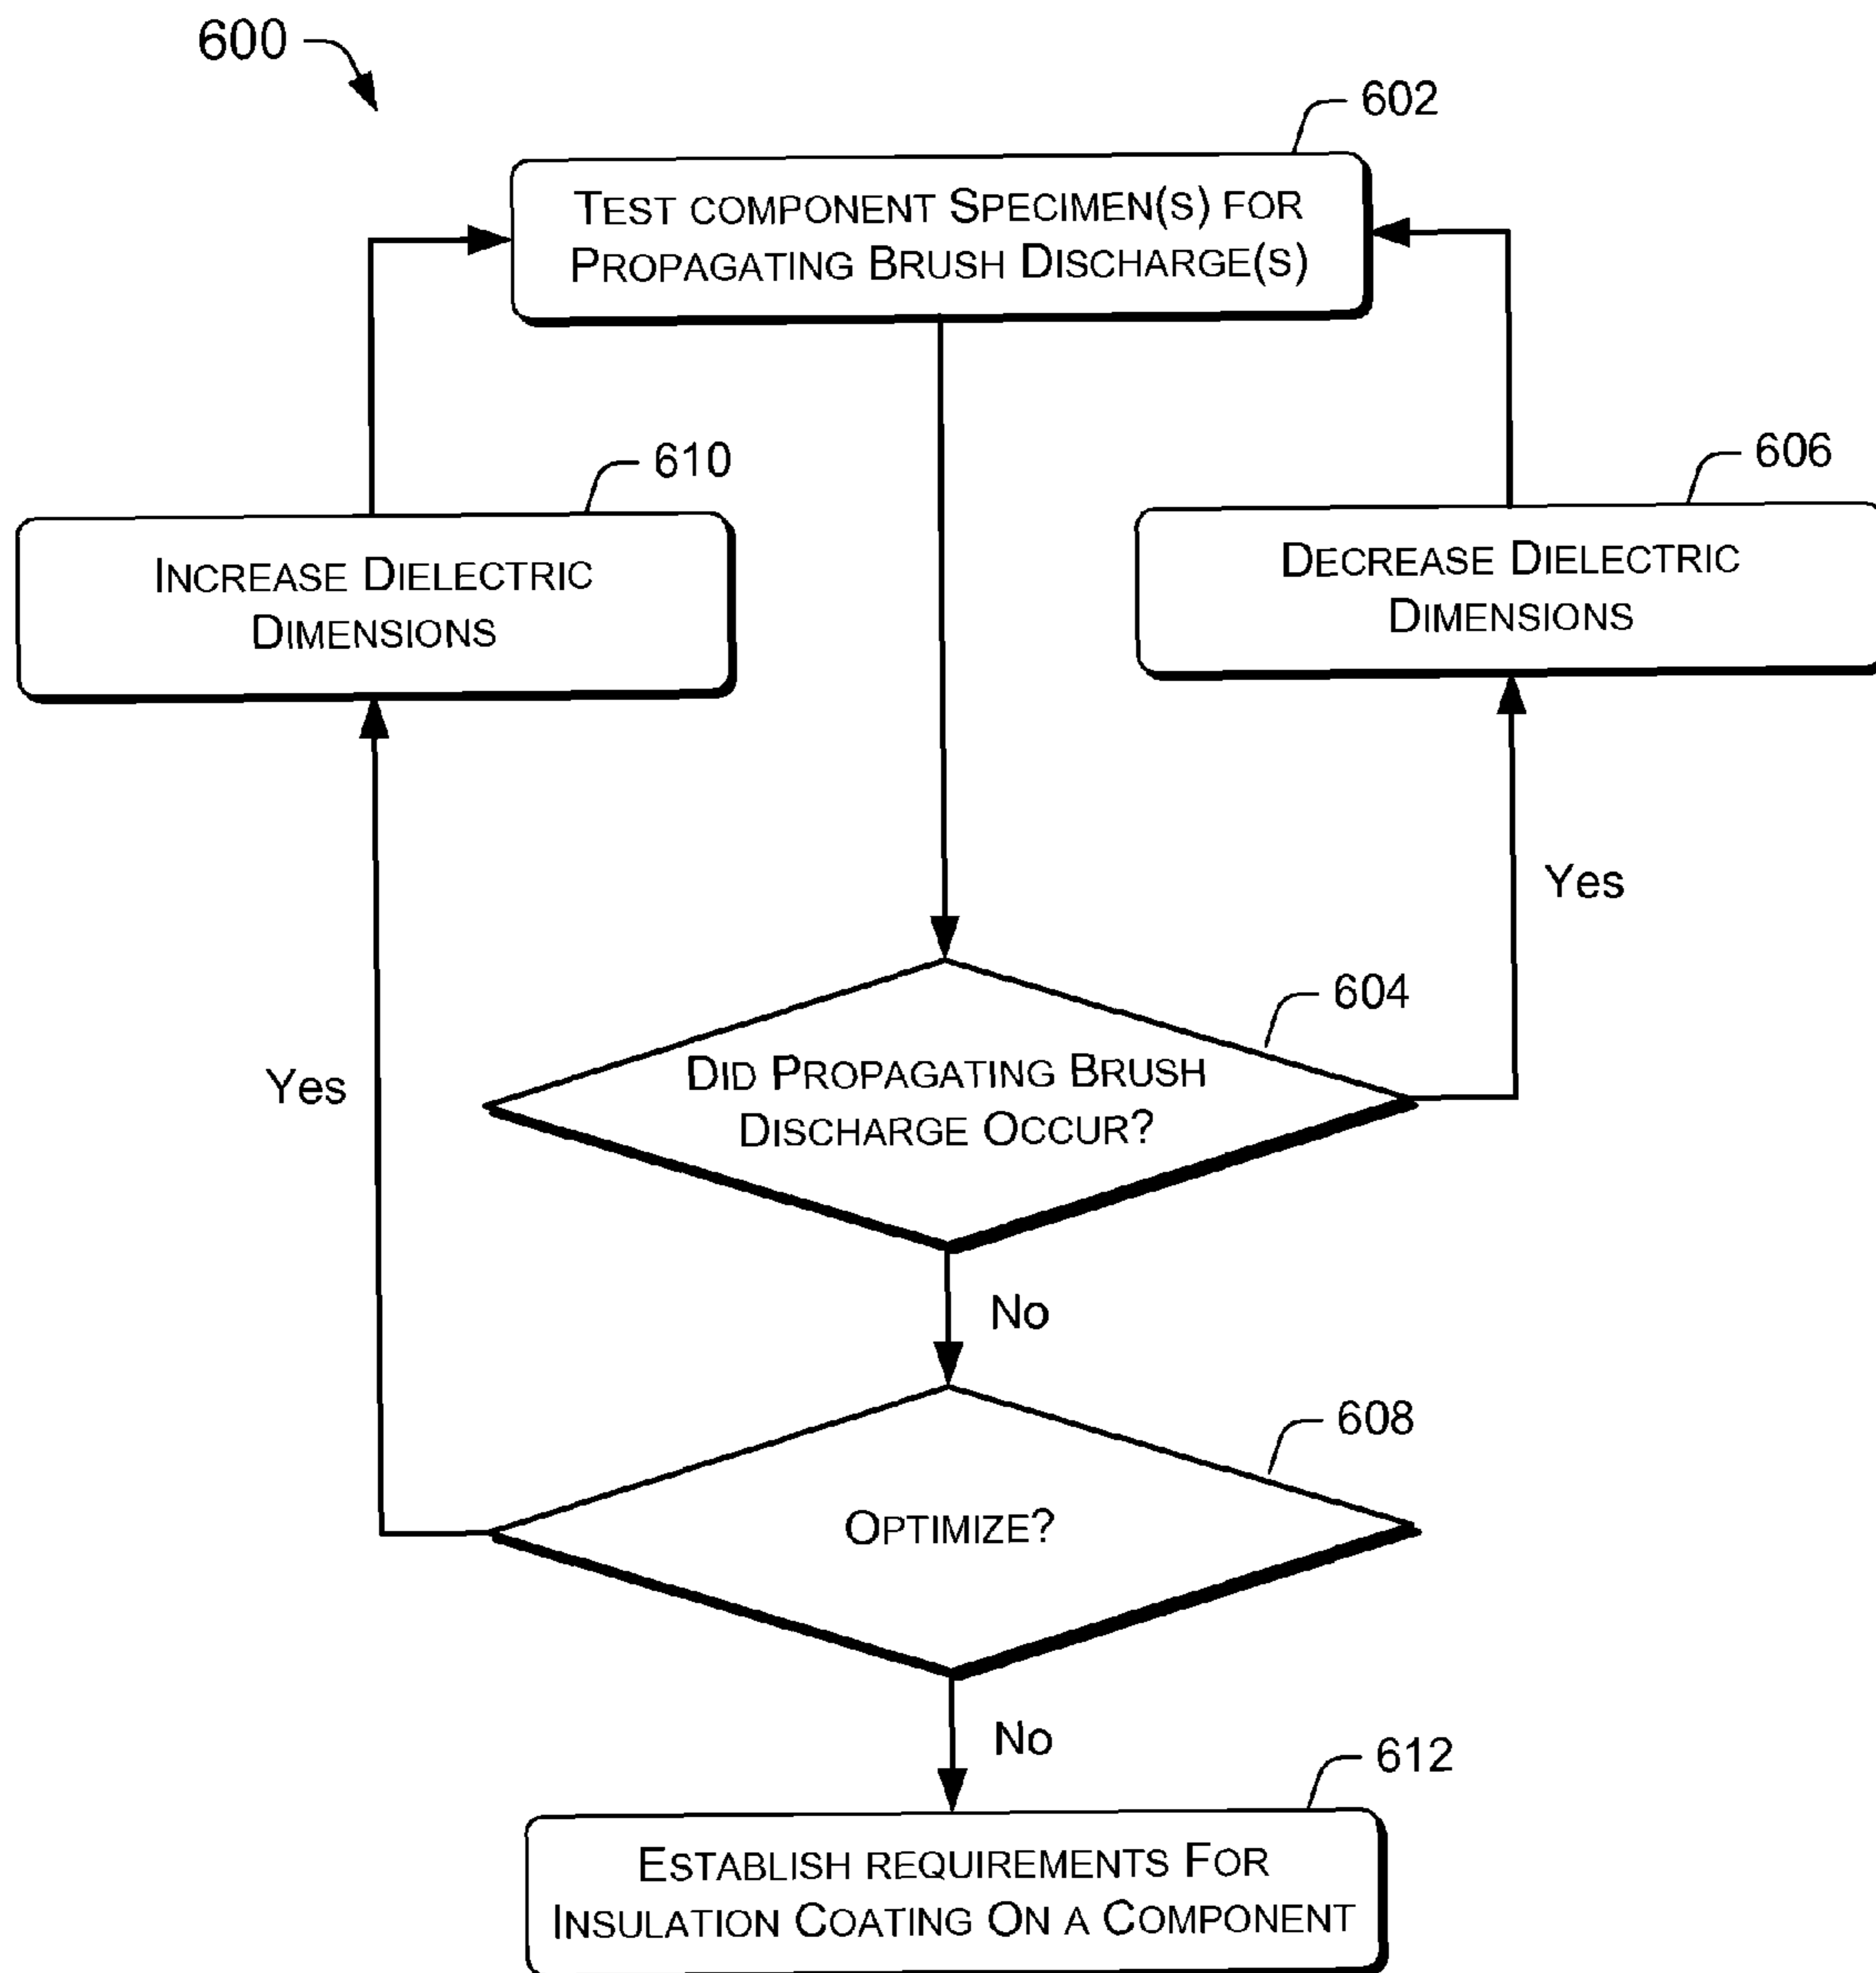 600
602
TEST COMPONENT SPECIMEN(S) FOR
PROPAGATING BRUSH DISCHARGE(S)
610
INCREASE DIELECTRIC
DIMENSIONS
606
DECREASE DIELECTRIC
DIMENSIONS
Yes
604
DID PROPAGATING BRUSH
DISCHARGE OCCUR?
Yes
No
608
OPTIMIZE?
No
612
ESTABLISH REQUIREMENTS FOR
INSULATION COATING ON A COMPONENT